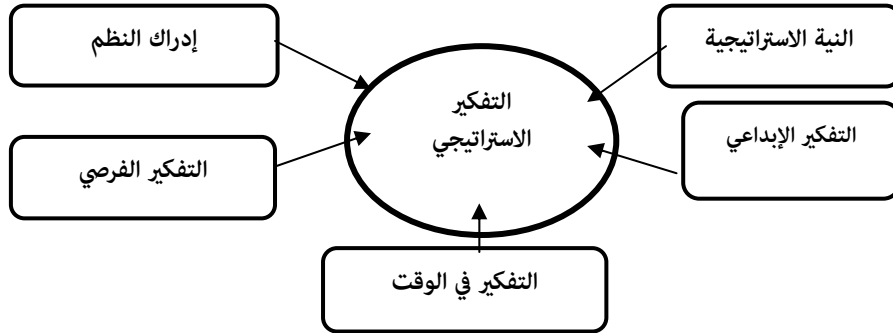 النية الاستراتيجية
إدراك النظم
التفكير
الاستراتيجي
التفكير الإبداعي
التفكير الفرصي
التفكير في الوقت